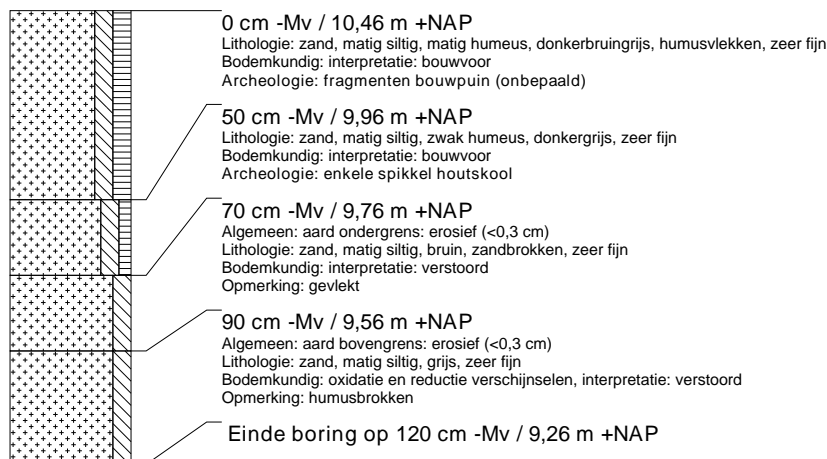 0 cm -Mv / 10,46 m +NAP
Lithologie: zand, matig siltig, matig humeus, donkerbruingrijs, humusvlekken, zeer fijn
Bodemkundig: interpretatie: bouwvoor
Archeologie: fragmenten bouwpuin (onbepaald)
50 cm -Mv / 9,96 m +NAP
Lithologie: zand, matig siltig, zwak humeus, donkergrijs, zeer fijn
Bodemkundig: interpretatie: bouwvoor
Archeologie: enkele spikkel houtskool
70 cm -Mv / 9,76 m +NAP
Algemeen: aard ondergrens: erosief (<0,3 cm)
Lithologie: zand, matig siltig, bruin, zandbrokken, zeer fijn
Bodemkundig: interpretatie: verstoord
Opmerking: gevlekt
90 cm -Mv / 9,56 m +NAP
Algemeen: aard bovengrens: erosief (<0,3 cm)
Lithologie: zand, matig siltig, grijs, zeer fijn
Bodemkundig: oxidatie en reductie verschijnselen, interpretatie: verstoord
Opmerking: humusbrokken
Einde boring op 120 cm -Mv / 9,26 m +NAP